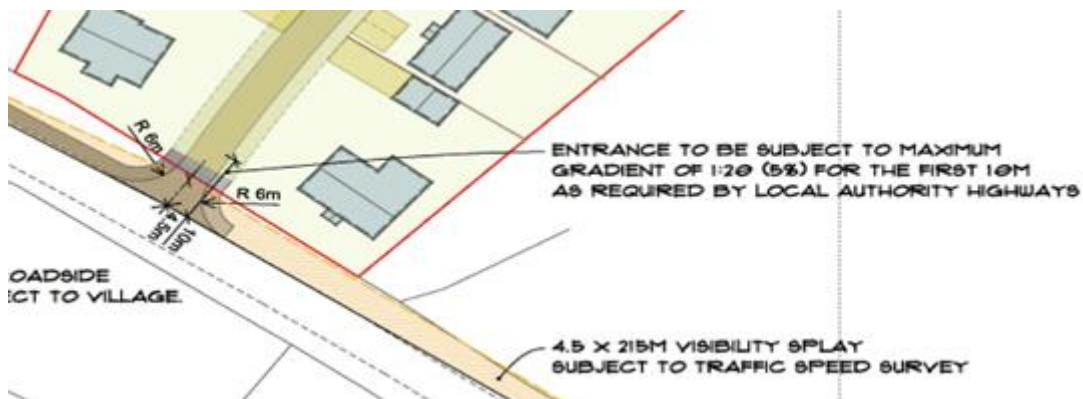 R 6m
ENTRANCE TO BE SUBJECT TO MAXIMUM
GRADIENT OF 1:20 (5%) FOR THE FIRST 10M
AS REQUIRED BY LOCAL AUTHORITY HIGHWAYS
R 6m
4.5m
10m
OADSIDE
ECT TO VILLAGE.
4.5 X 215M VISIBILITY SPLAY
SUBJECT TO TRAFFIC SPEED SURVEY